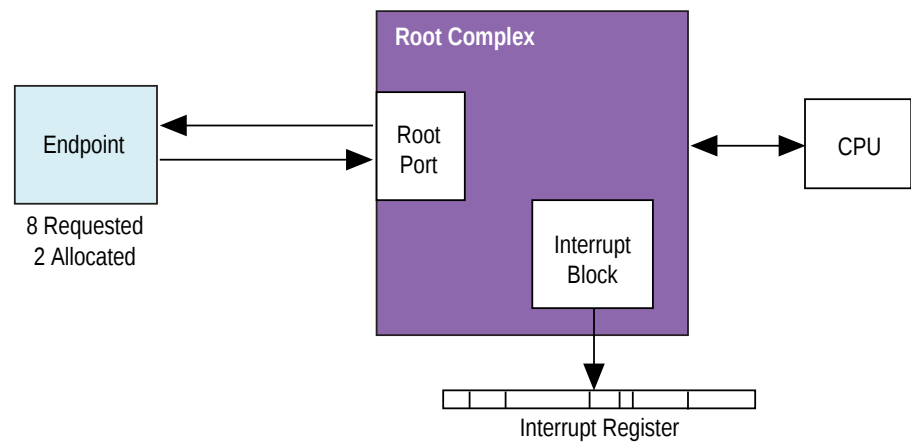 Root Complex
Endpoint
Root
Port
CPU
8 Requested
2 Allocated
Interrupt
Block
Interrupt Register